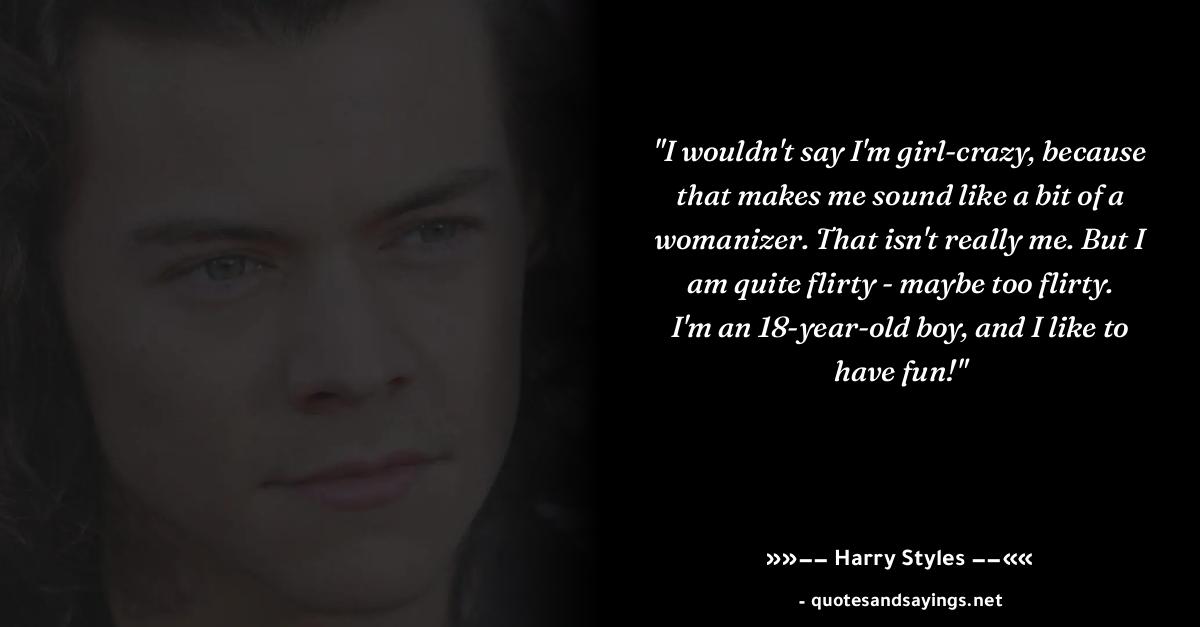 "I wouldn't say I'm girl-crazy, because
that makes me sound like a bit of a
womanizer. That isn't really me. But I
am quite flirty - maybe too flirty.
I'm an 18-year-old boy, and I like to
have fun!"
»»−− Harry Styles −−««
- quotesandsayings.net